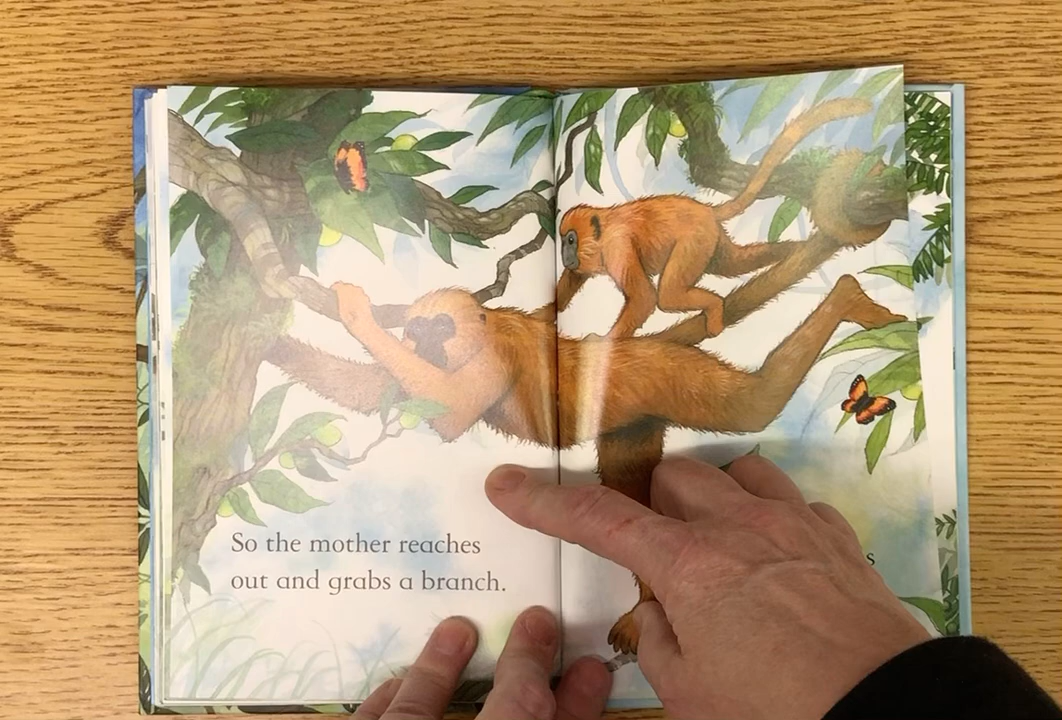 So the mother reaches
out and grabs a branch.